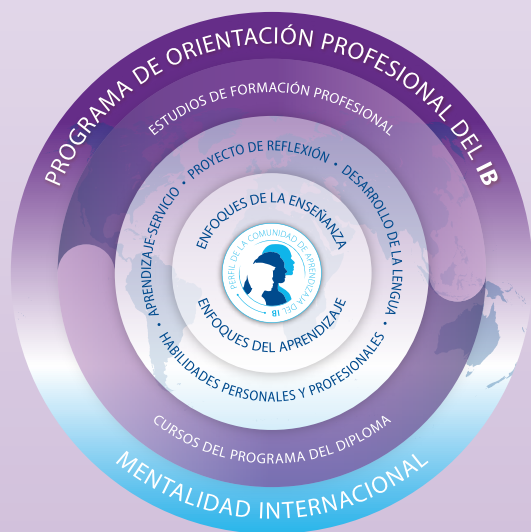 PROGRAMA DE ORIENTACIÓN PROFESIONAL DEL IB
ESTUDIOS DE FORMACIÓN PROFESIONAL
APRENDIZAJE-SERVICIO • PROYECTO DE REFLEXIÓN • DESARROLLO DE LA LENGUA •
HABILIDADES PERSONALES Y PROFESIONALES •
ENFOQUES DE LA ENSEÑANZA
PERFIL DE LA COMUNIDAD DE APRENDIZAJA DEL IB
ENFOQUES DEL APRENDIZAJE
CURSOS DEL PROGRAMA DEL DIPLOMA
MENTALIDAD INTERNACIONAL